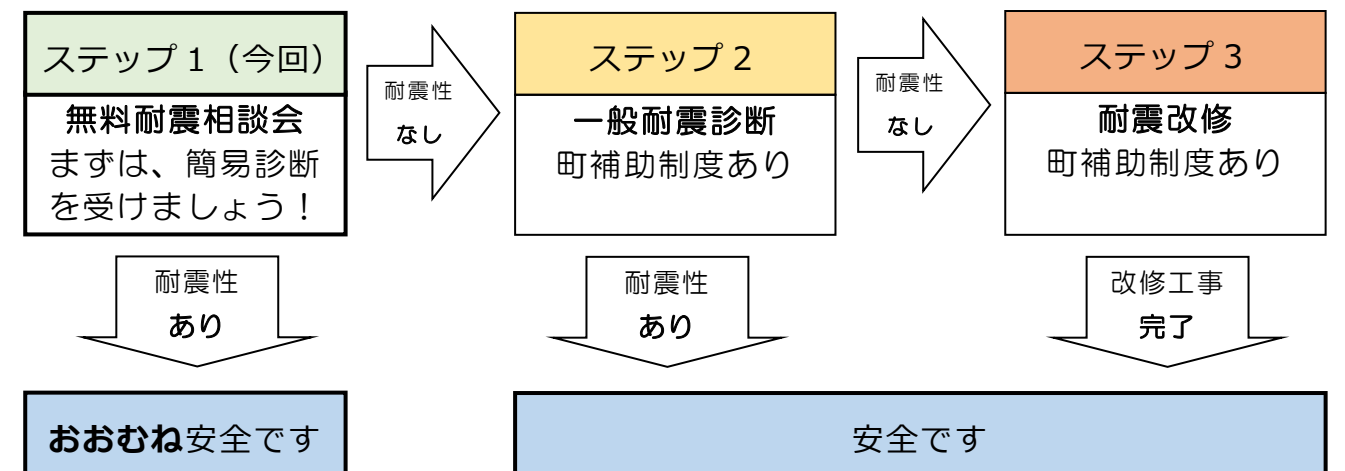 ステップ1（今回）
無料耐震相談会
まずは、簡易診断
を受けましょう！
耐震性
なし
ステップ2
一般耐震診断
町補助制度あり
耐震性
なし
ステップ3
耐震改修
町補助制度あり
耐震性
あり
耐震性
あり
改修工事
完了
おおむね安全です
安全です